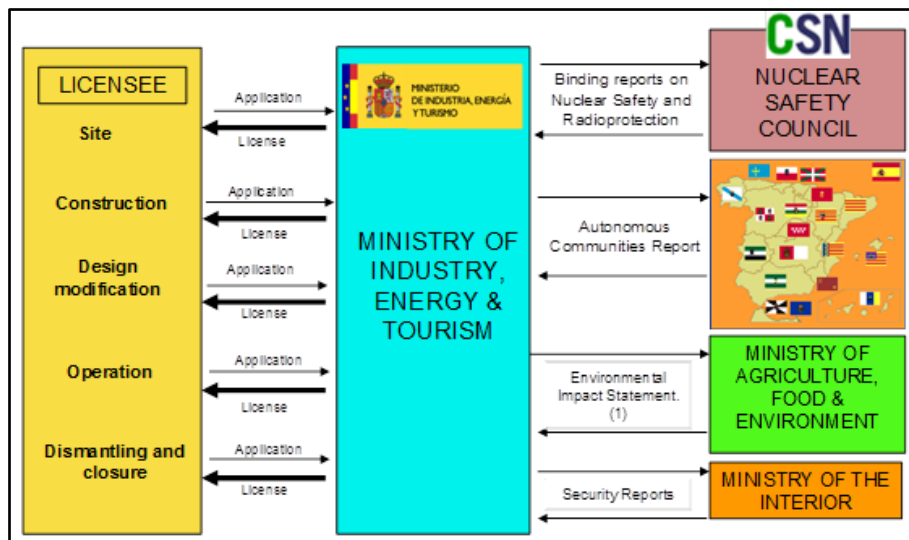 LICENSEE
Site
Construction
Design
modification
Operation
Dismantling and
closure
Application
License
Application
License
Application
License
Application
License
Application
License
MINISTERIO
DE INDUSTRIA, ENERGÍA
Y TURISMO
MINISTRY OF
INDUSTRY,
ENERGY &
TOURISM
Binding reports on
Nuclear Safety and
Radioprotection
Autonomous
Communities Report
Environmental
Impact Statement.
(1)
Security Reports
CSN
NUCLEAR
SAFETY
COUNCIL
MINISTRY OF
AGRICULTURE,
FOOD &
ENVIRONMENT
MINISTRY OF THE
INTERIOR